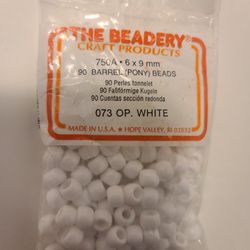 THE BEADERY®
CRAFT PRODUCTS
750A • 6 x 9 mm
90 BARREL (PONY) BEADS
90 Perles tonnelet
90 Faßförmige Kugeln
90 Cuentas sección redonda
073 OP. WHITE
MADE IN U.S.A. ★ HOPE VALLEY, RI 02832